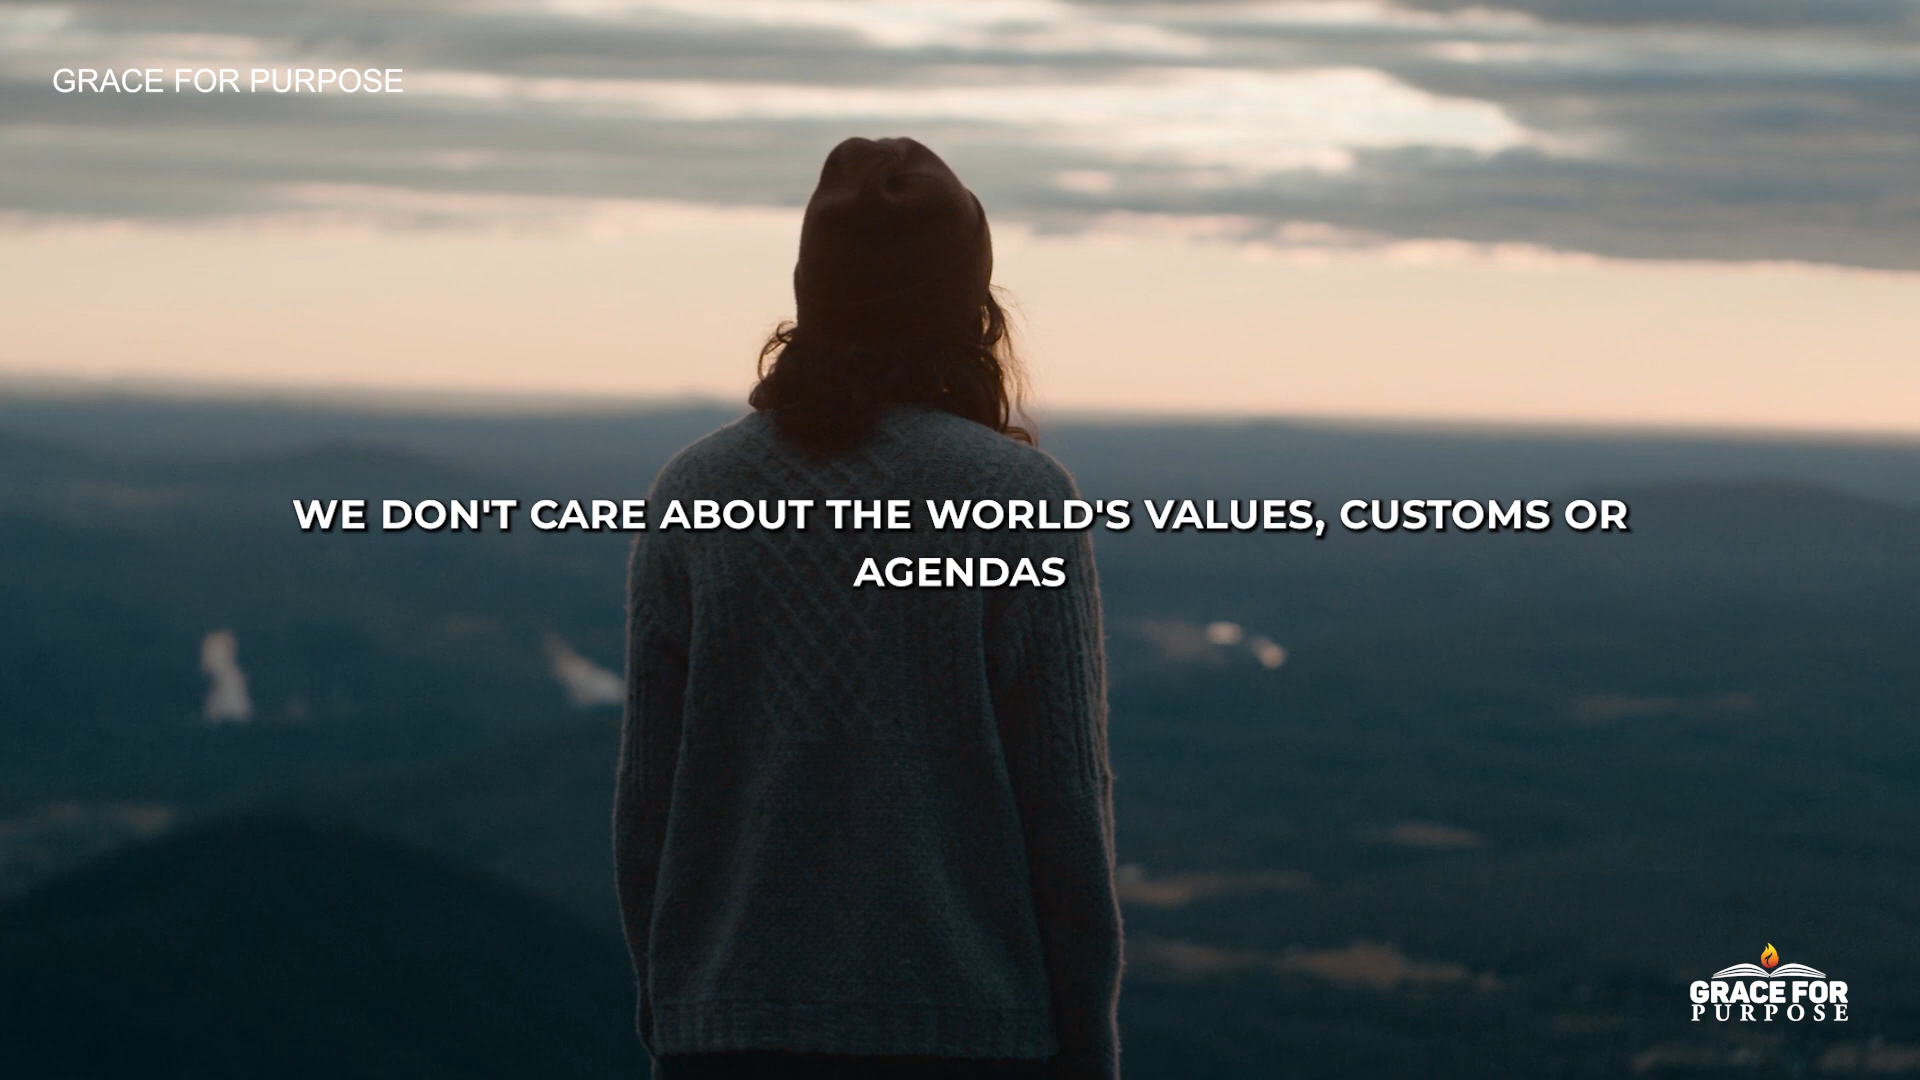 GRACE FOR PURPOSE
WE DON'T CARE ABOUT THE WORLD'S VALUES, CUSTOMS OR
AGENDAS
GRACE FOR
PURPOSE